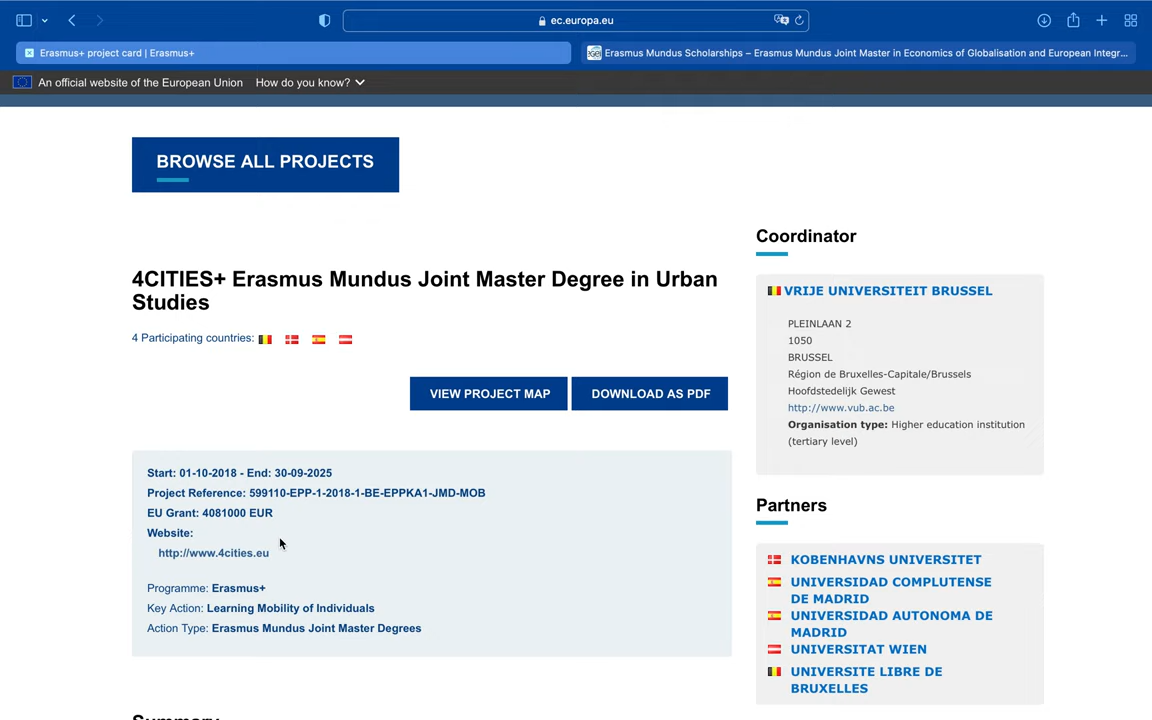 ec.europa.eu
Erasmus+ project card | Erasmus+
Erasmus Mundus Scholarships – Erasmus Mundus Joint Master in Economics of Globalisation and European Integr...
An official website of the European Union How do you know?
BROWSE ALL PROJECTS
4CITIES+ Erasmus Mundus Joint Master Degree in Urban
Studies
4 Participating countries:
VIEW PROJECT MAP
DOWNLOAD AS PDF
Start: 01-10-2018 - End: 30-09-2025
Project Reference: 599110-EPP-1-2018-1-BE-EPPKA1-JMD-MOB
EU Grant: 4081000 EUR
Website:
http://www.4cities.eu
Programme: Erasmus+
Key Action: Learning Mobility of Individuals
Action Type: Erasmus Mundus Joint Master Degrees
Summary
Coordinator
VRIJE UNIVERSITEIT BRUSSEL
PLEINLAAN 2
1050
BRUSSEL
Région de Bruxelles-Capitale/Brussels
Hoofdstedelijk Gewest
http://www.vub.ac.be
Organisation type: Higher education institution
(tertiary level)
Partners
KOBENHAVNS UNIVERSITET
UNIVERSIDAD COMPLUTENSE
DE MADRID
UNIVERSIDAD AUTONOMA DE
MADRID
UNIVERSITAT WIEN
UNIVERSITE LIBRE DE
BRUXELLES